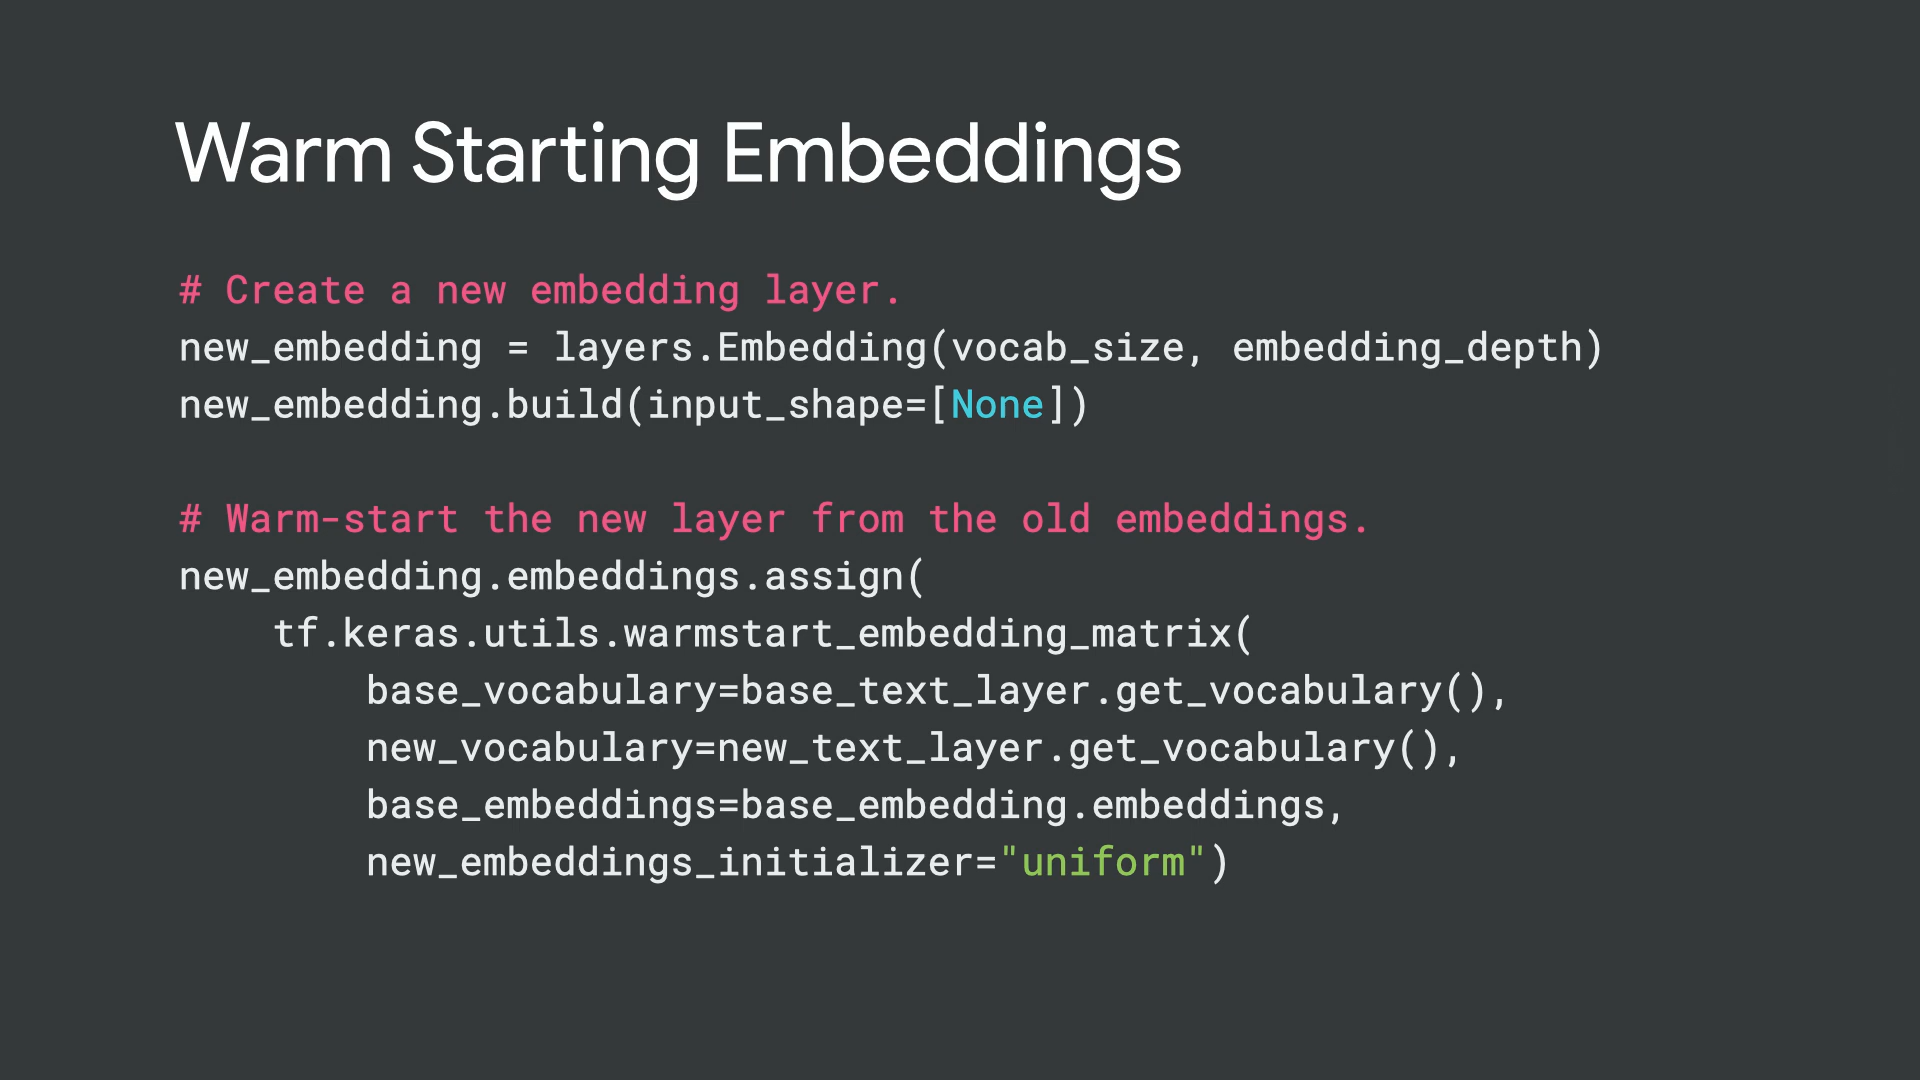 Warm Starting Embeddings
# Create a new embedding layer.
new_embedding = layers.Embedding(vocab_size, embedding_depth)
new_embedding.build(input_shape=[None])
# Warm-start the new layer from the old embeddings.
new_embedding.embeddings.assign(
    tf.keras.utils.warmstart_embedding_matrix(
        base_vocabulary=base_text_layer.get_vocabulary(),
        new_vocabulary=new_text_layer.get_vocabulary(),
        base_embeddings=base_embedding.embeddings,
        new_embeddings_initializer="uniform")